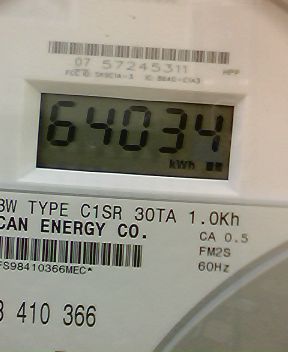 07 57245311
64034
kWh
3W TYPE C1SR 30TA 1.0Kh
CAN ENERGY CO.
CA 0.5
FM2S
60Hz
FS98410366MEC*
3 410 366